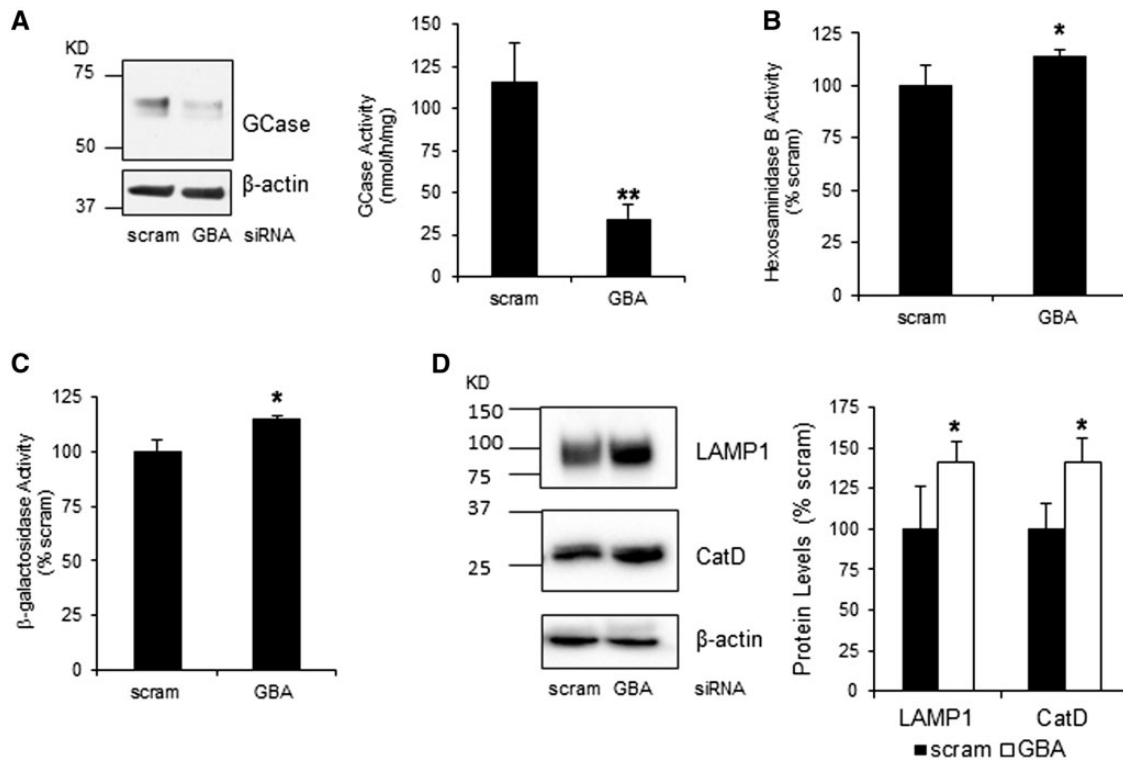 A
KD
75
50
37
GCase
β-actin
scram GBA siRNA
GCase Activity
(nmol/h/mg)
150
125
100
75
50
25
0
**
scram GBA
B
Hexosaminidase B Activity
(% scram)
125
100
75
50
25
0
*
scram GBA
C
β-galactosidase Activity
(% scram)
125
100
75
50
25
0
*
scram GBA
D
KD
150
100
75
37
25
LAMP1
CatD
β-actin
scram GBA siRNA
Protein Levels (% scram)
175
150
125
100
75
50
25
0
* *
LAMP1 CatD
scram GBA